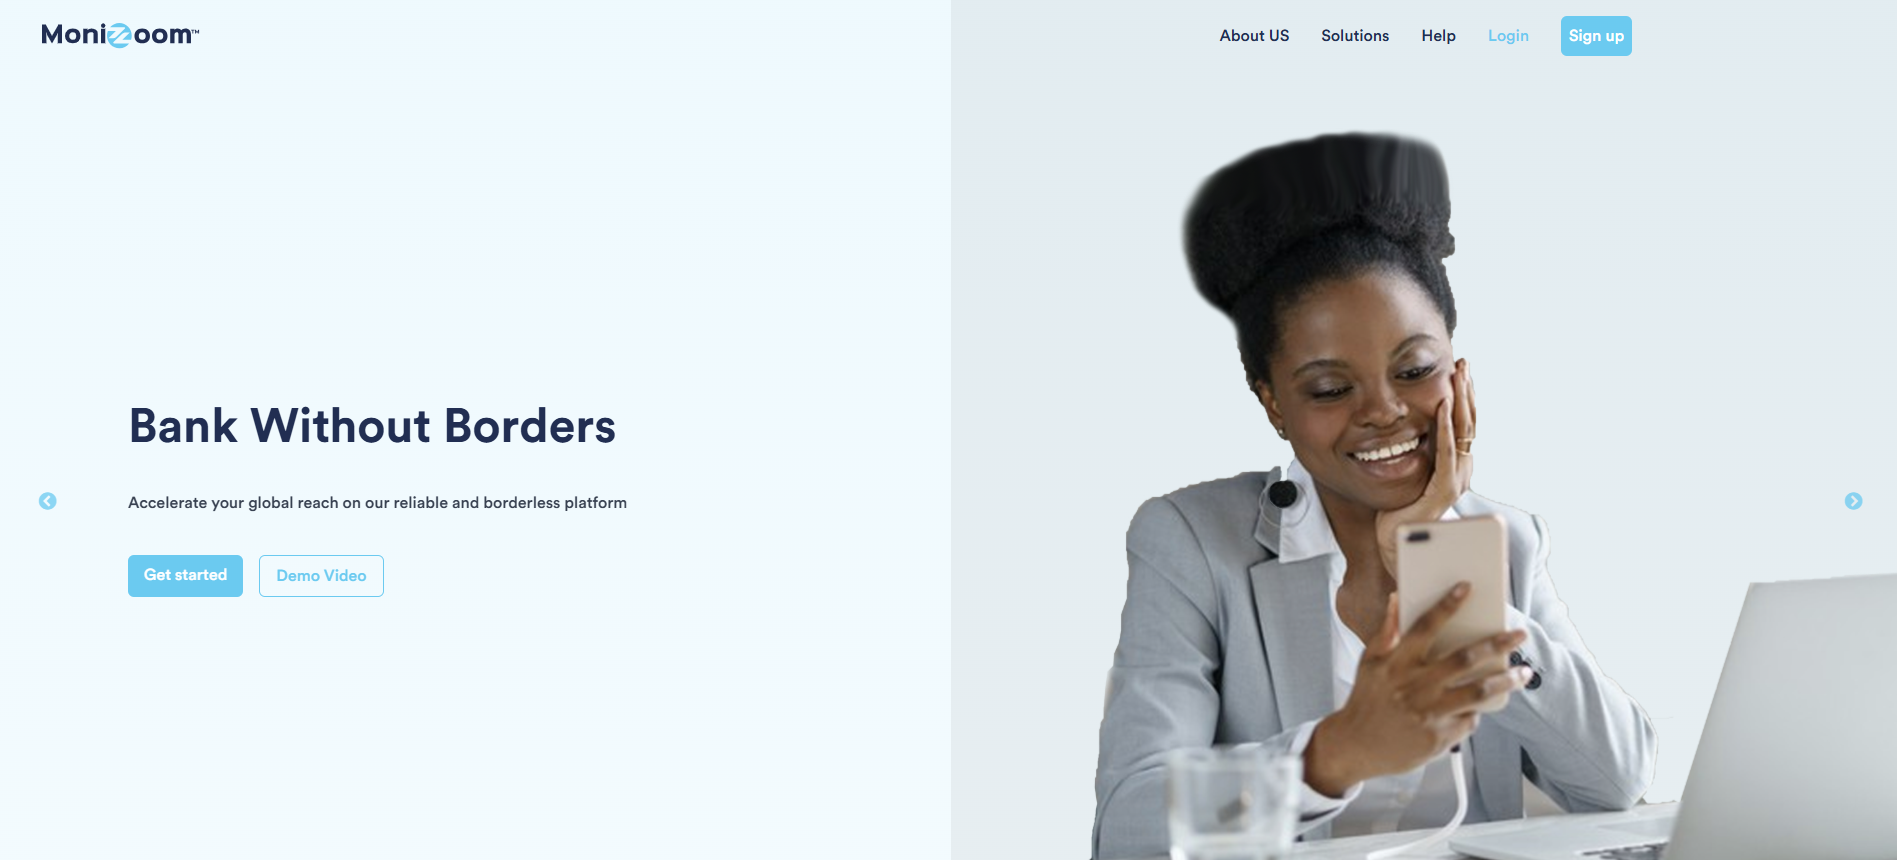 MoniZoom™
About US
Solutions
Help
Login
Sign up
Bank Without Borders
Accelerate your global reach on our reliable and borderless platform
Get started
Demo Video